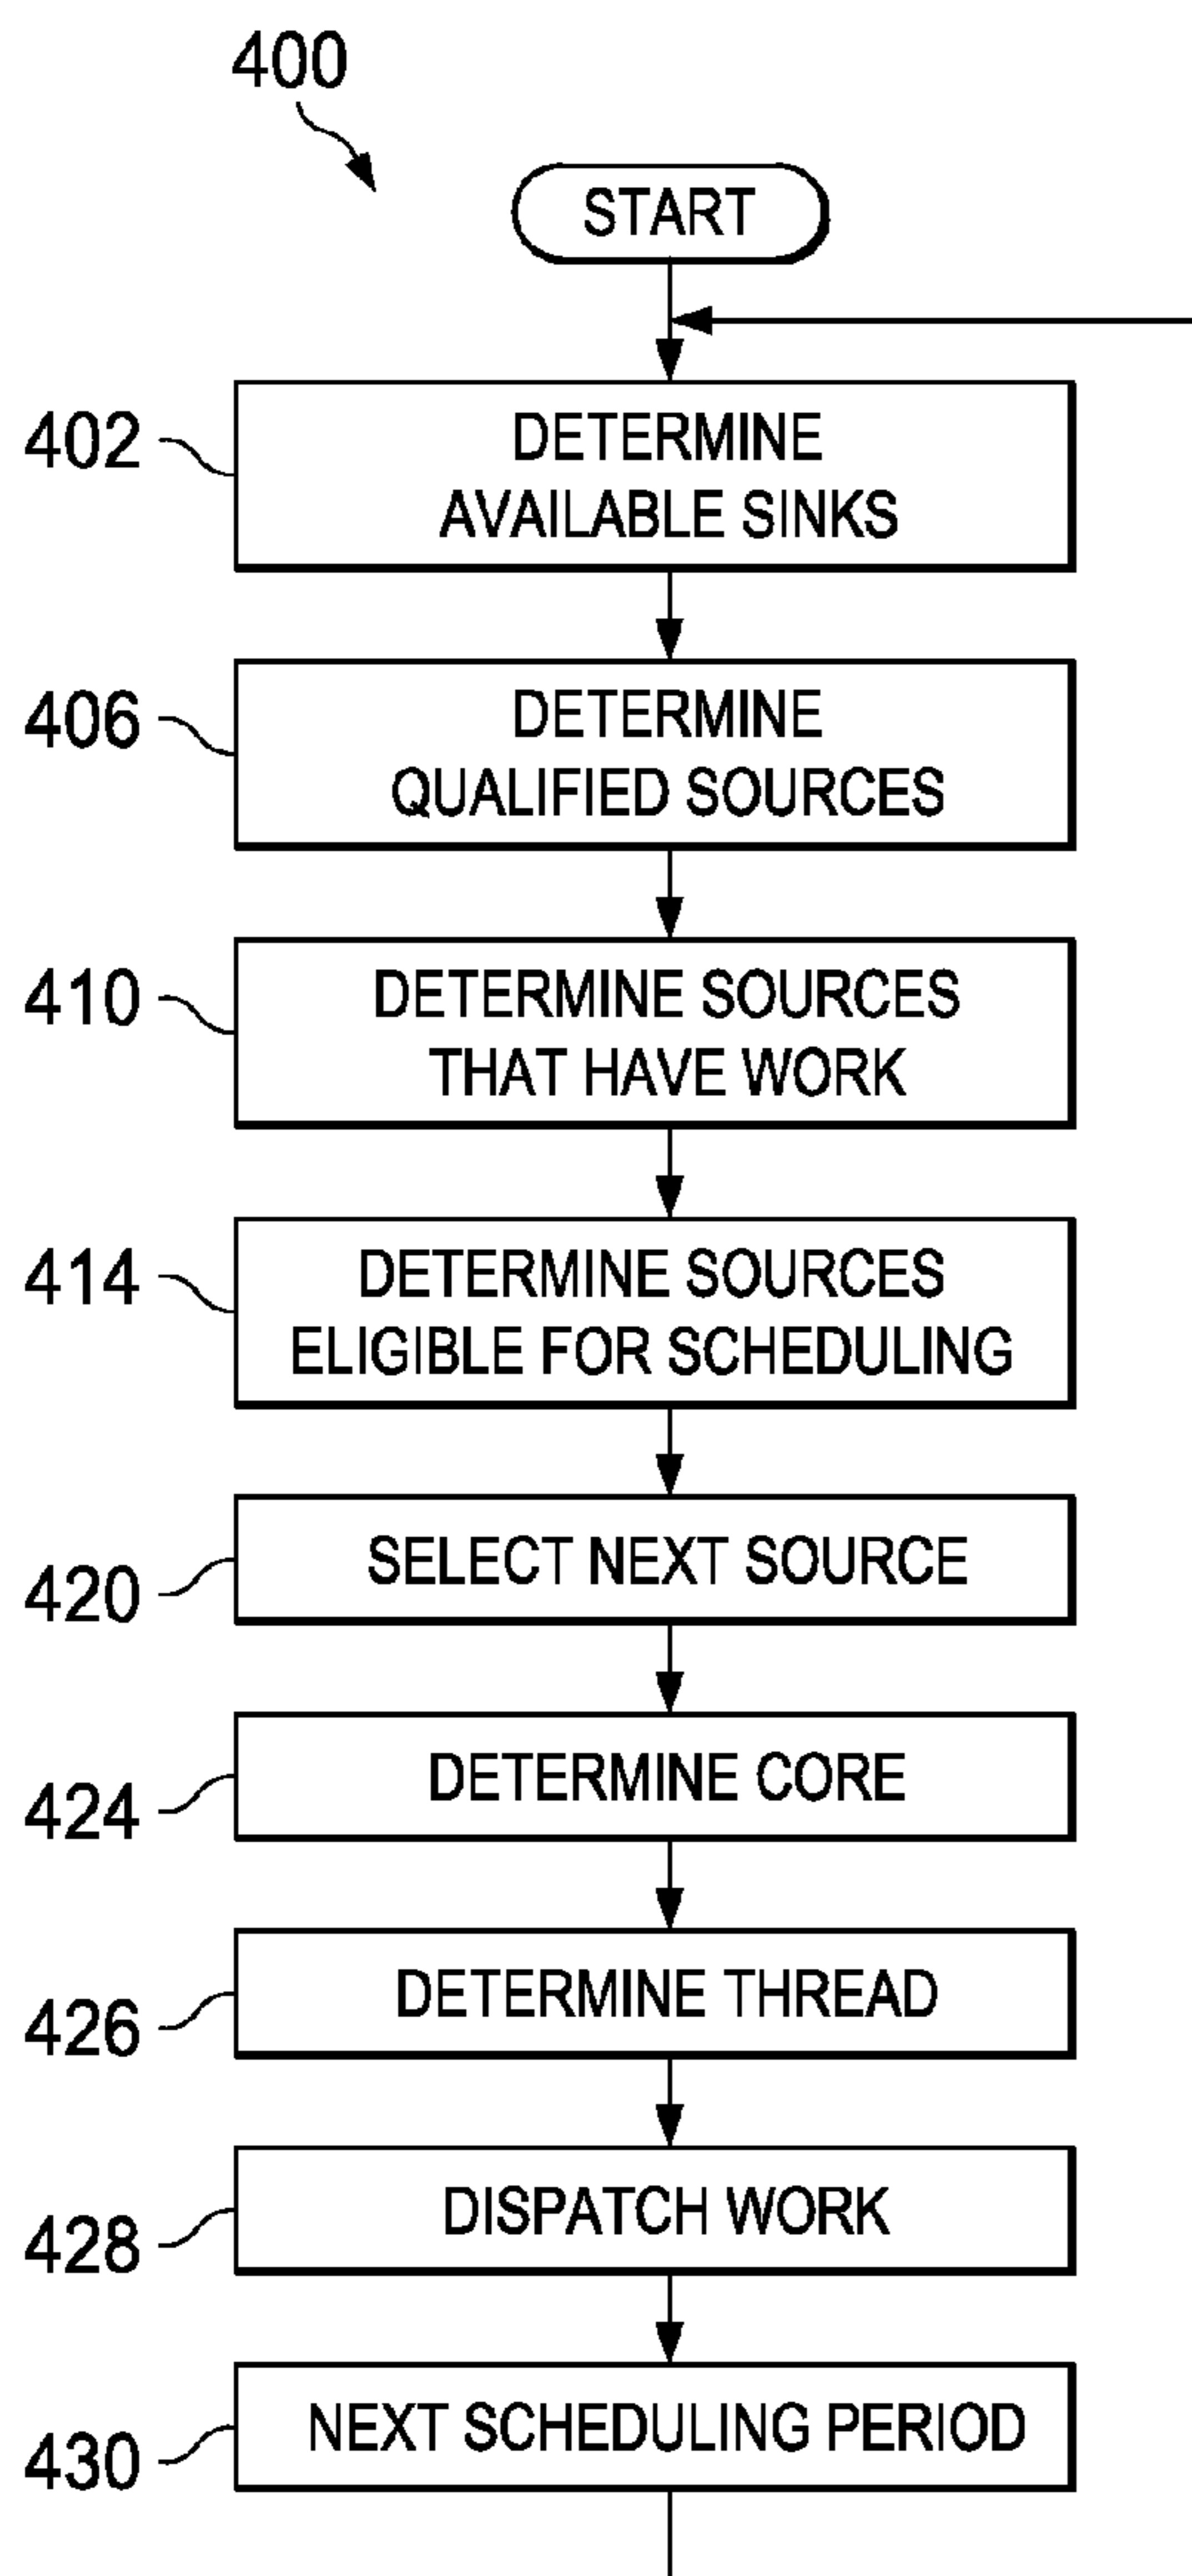 400
START
402
DETERMINE
AVAILABLE SINKS
406
DETERMINE
QUALIFIED SOURCES
410
DETERMINE SOURCES
THAT HAVE WORK
414
DETERMINE SOURCES
ELIGIBLE FOR SCHEDULING
420
SELECT NEXT SOURCE
424
DETERMINE CORE
426
DETERMINE THREAD
428
DISPATCH WORK
430
NEXT SCHEDULING PERIOD